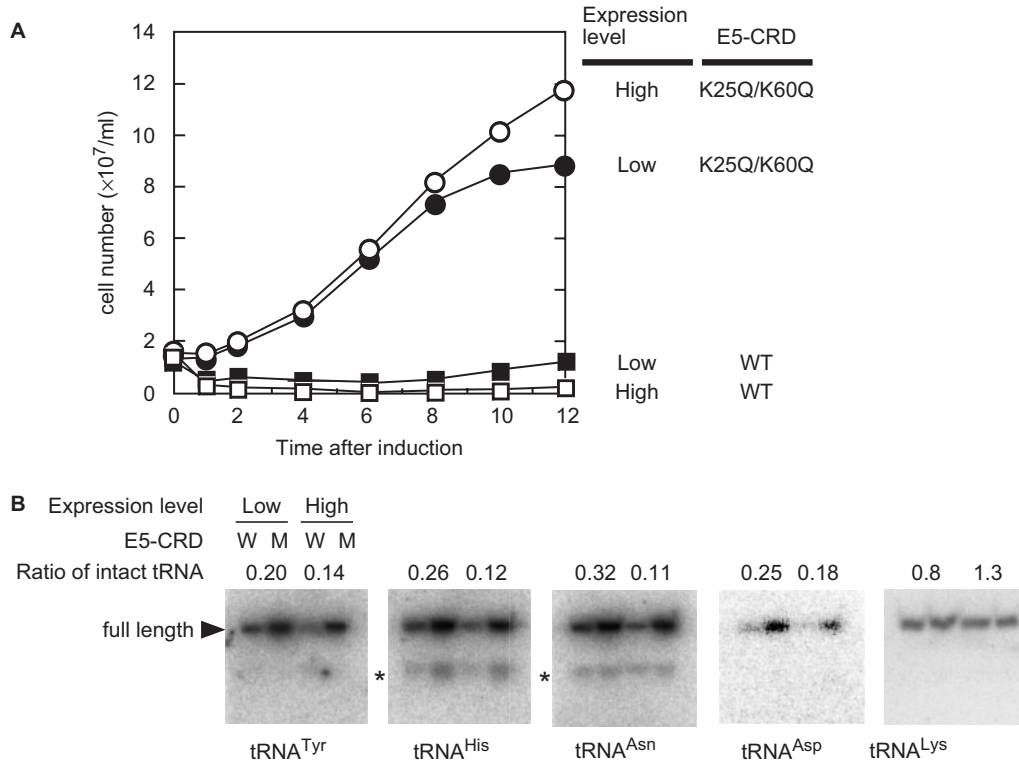 A
Expression level
E5-CRD
14
12
10
8
6
4
2
0
cell number (×10⁷/ml)
0 2 4 6 8 10 12
Time after induction
High K25Q/K60Q
Low K25Q/K60Q
Low WT
High WT
B
Expression level Low High
E5-CRD W M W M
Ratio of intact tRNA 0.20 0.14 0.26 0.12 0.32 0.11 0.25 0.18 0.8 1.3
full length
* *
tRNA^Tyr tRNA^His tRNA^Asn tRNA^Asp tRNA^Lys